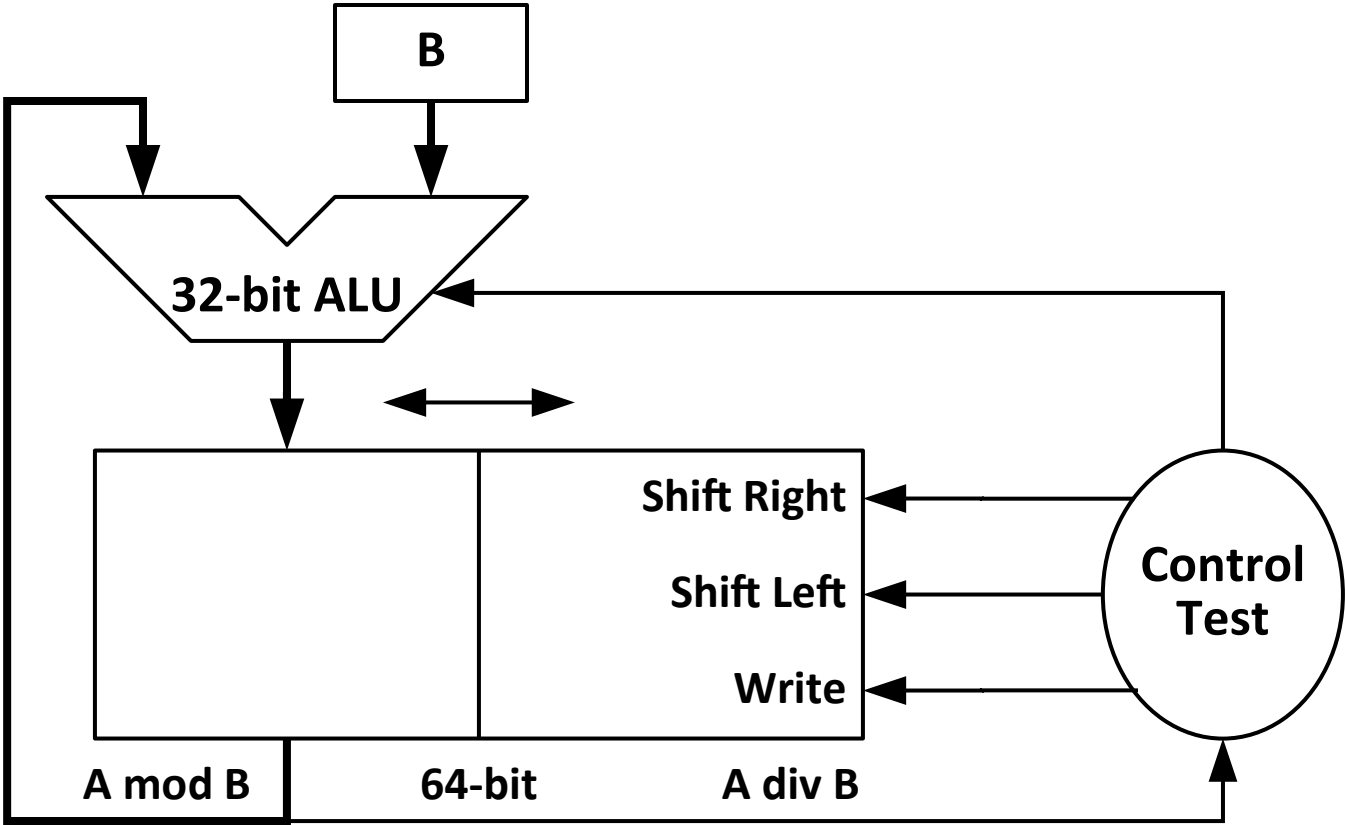 B
32-bit ALU
Shift Right
Shift Left
Write
Control
Test
A mod B
64-bit
A div B